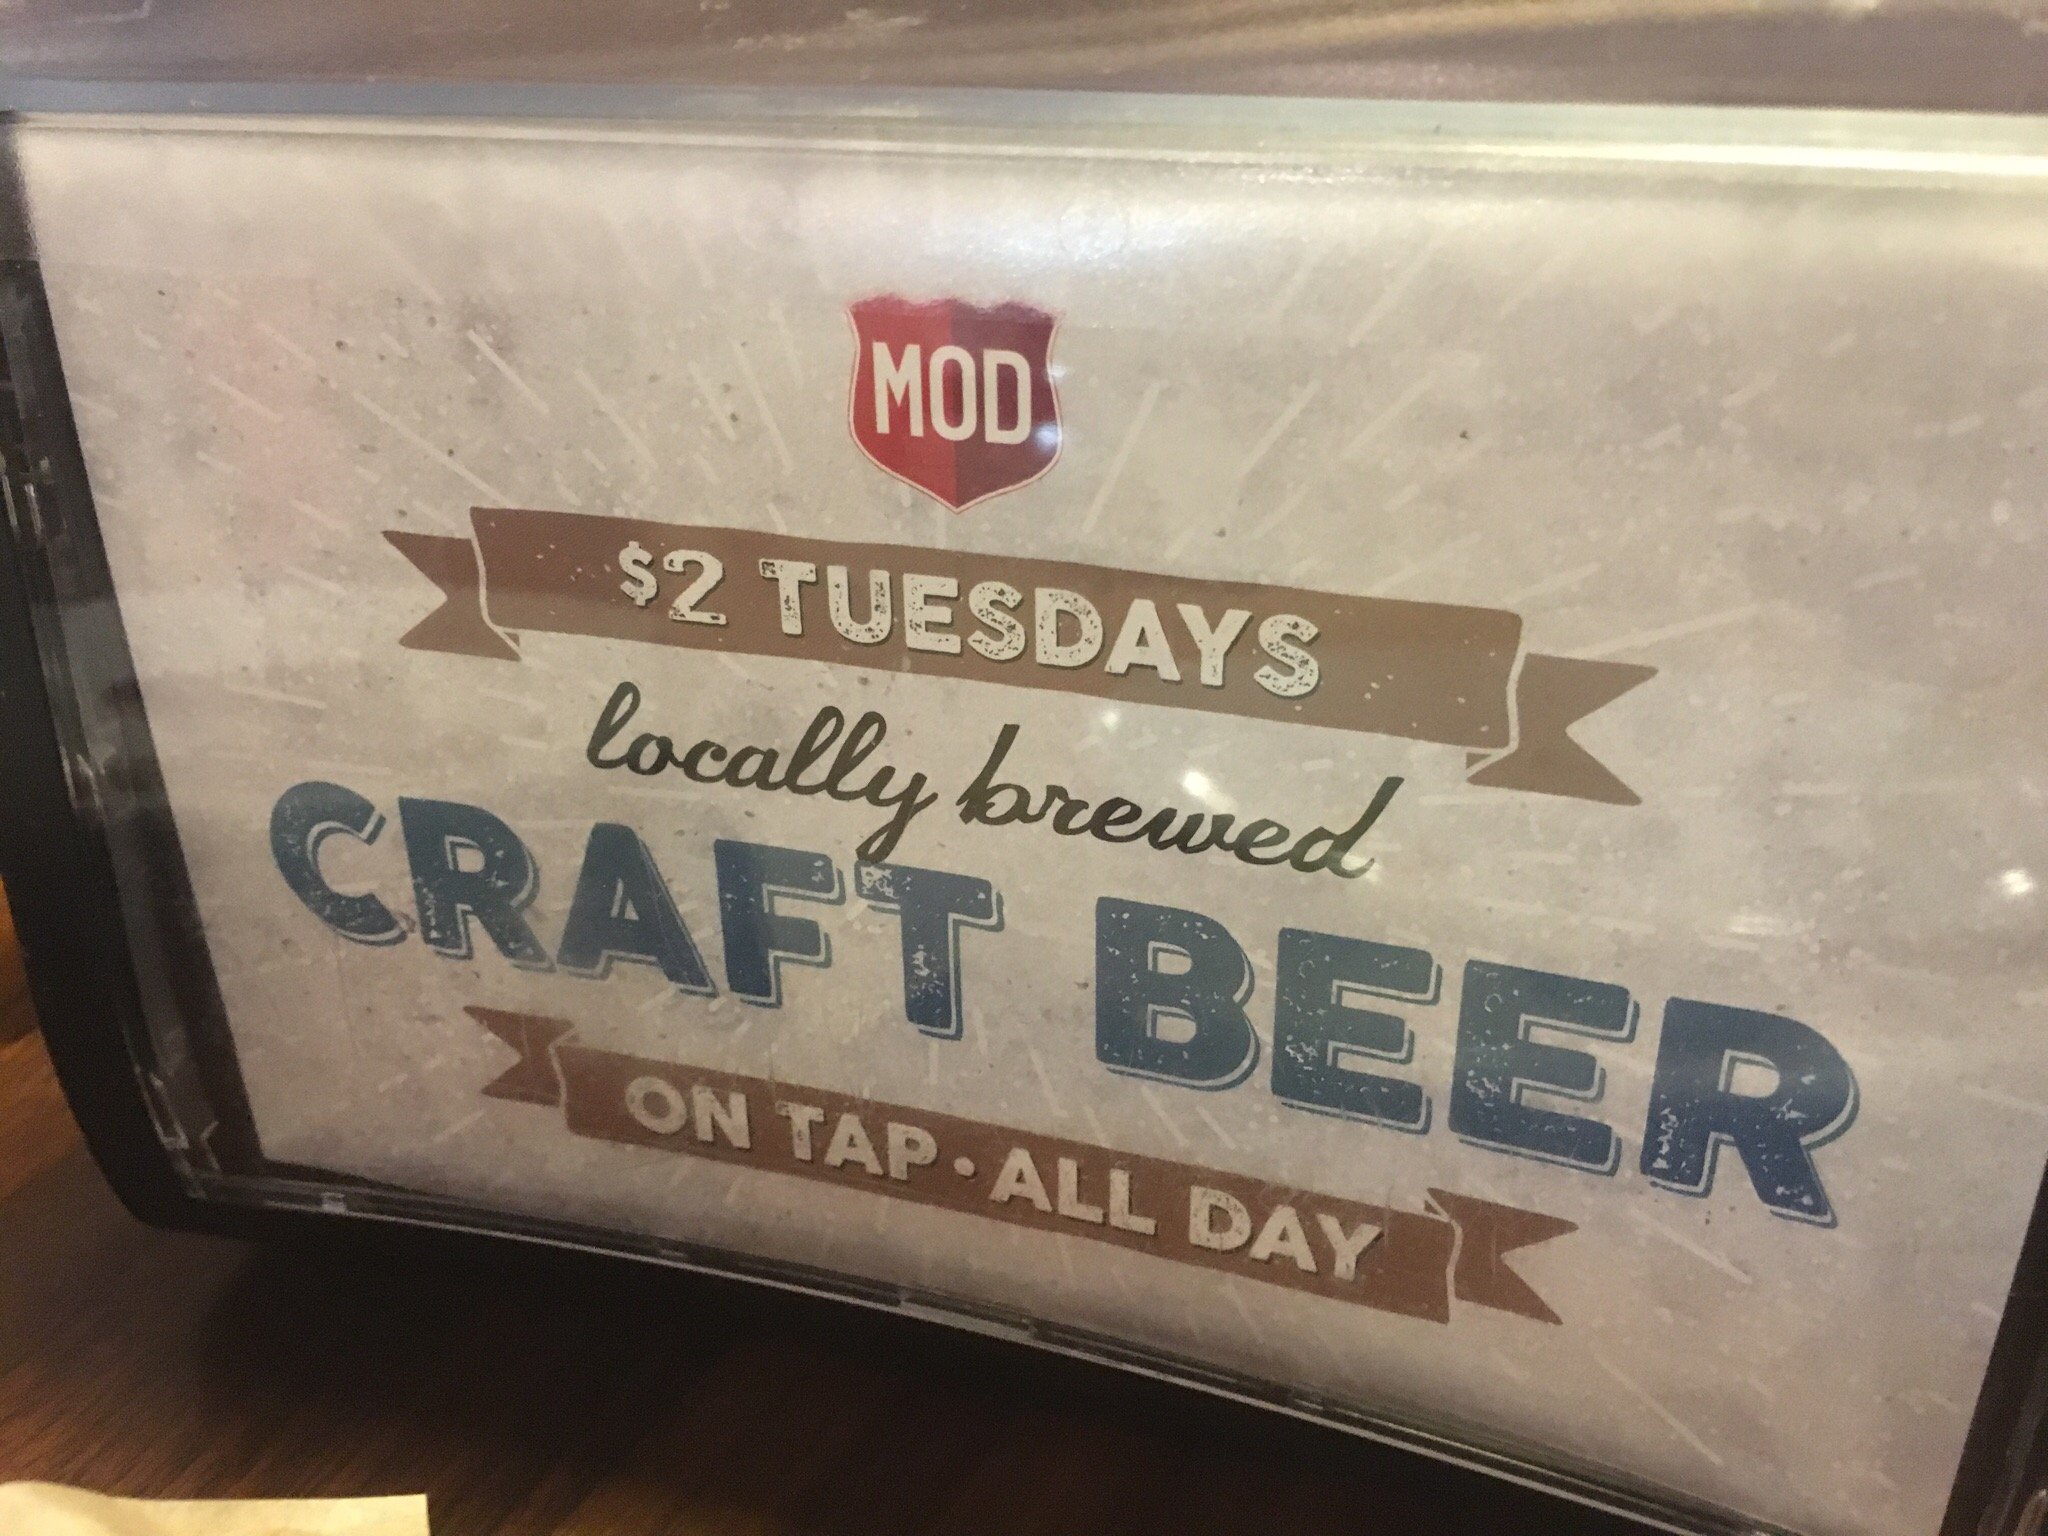 MOD
$2 TUESDAYS
locally brewed
CRAFT BEER
ON TAP • ALL DAY